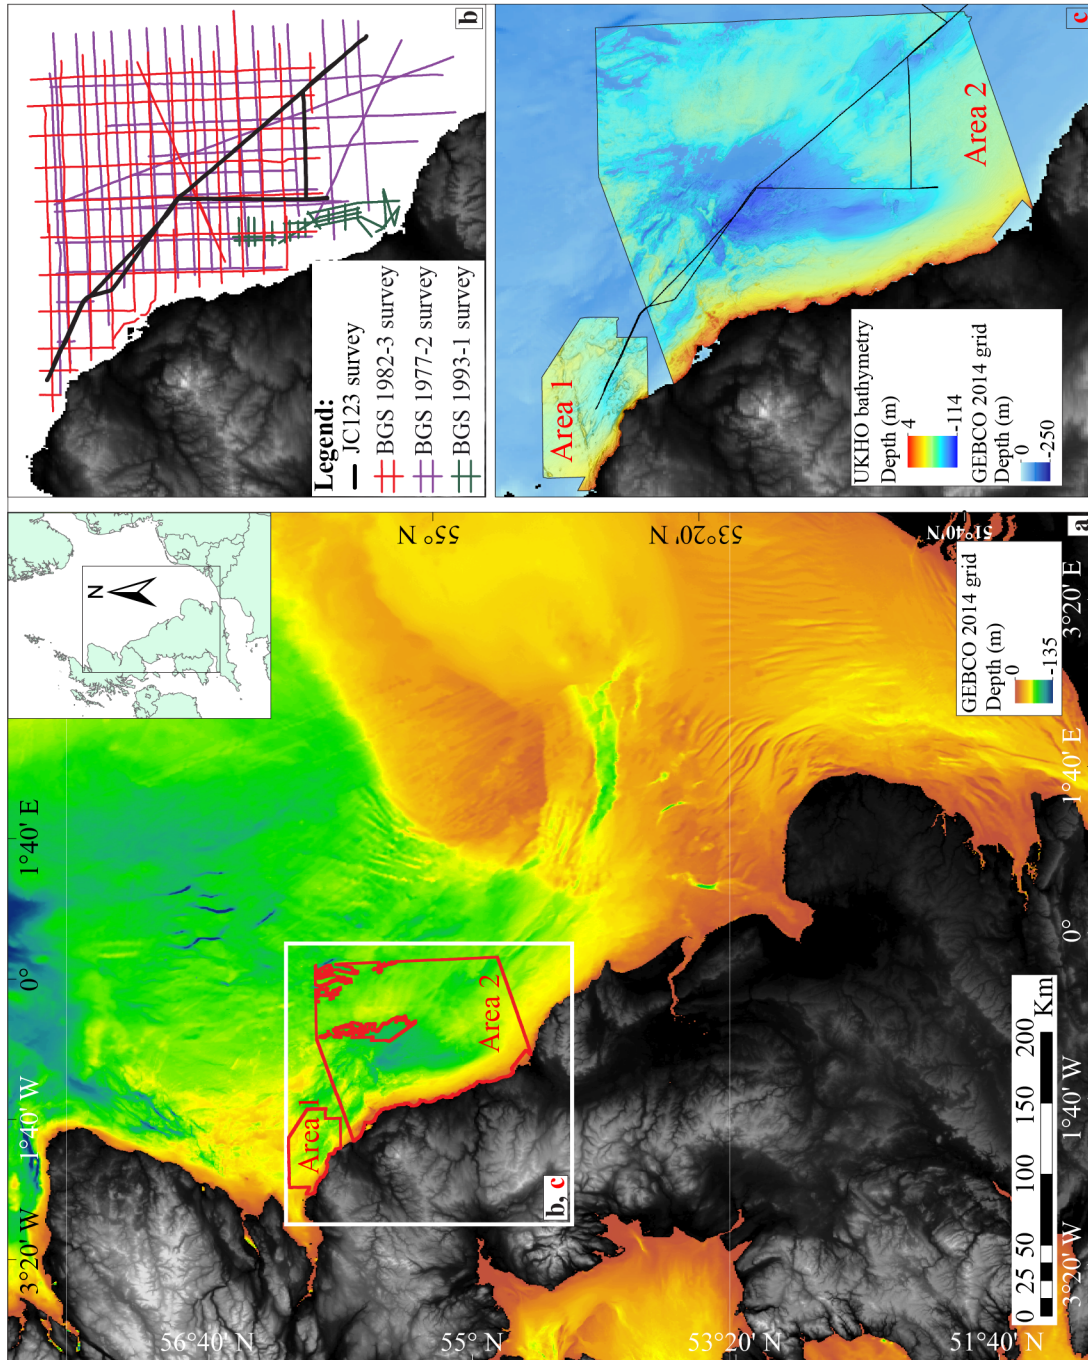 3°20' W
1°40' W
0°
1°40' E
N
56°40' N
55° N
53°20' N
51°40' N
55° N
53°20' N
51°40' N
Area 1
Area 2
b, c
0 25 50 100 150 200
Km
3°20' W
1°40' W
0°
1°40' E
3°20' E
GEBCO 2014 grid
Depth (m)
0
-135
a
b
Legend:
JC123 survey
BGS 1982-3 survey
BGS 1977-2 survey
BGS 1993-1 survey
c
Area 1
Area 2
UKHO bathymetry
Depth (m)
4
-114
GEBCO 2014 grid
Depth (m)
0
-250